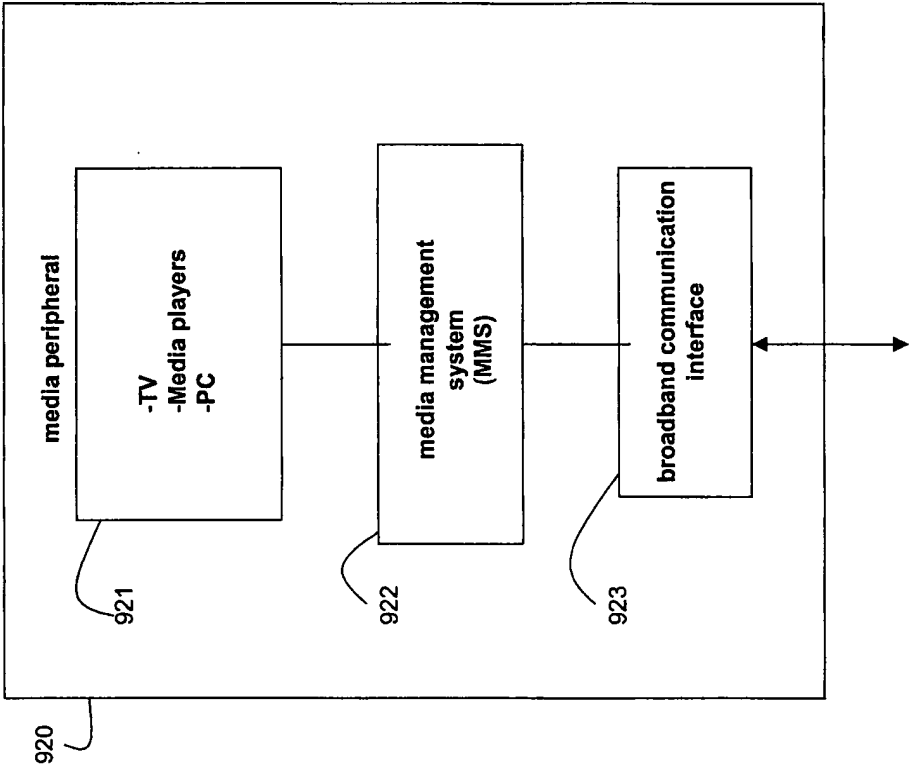 media peripheral
-TV
-Media players
-PC
921
media management
system
(MMS)
922
broadband communication
interface
923
920